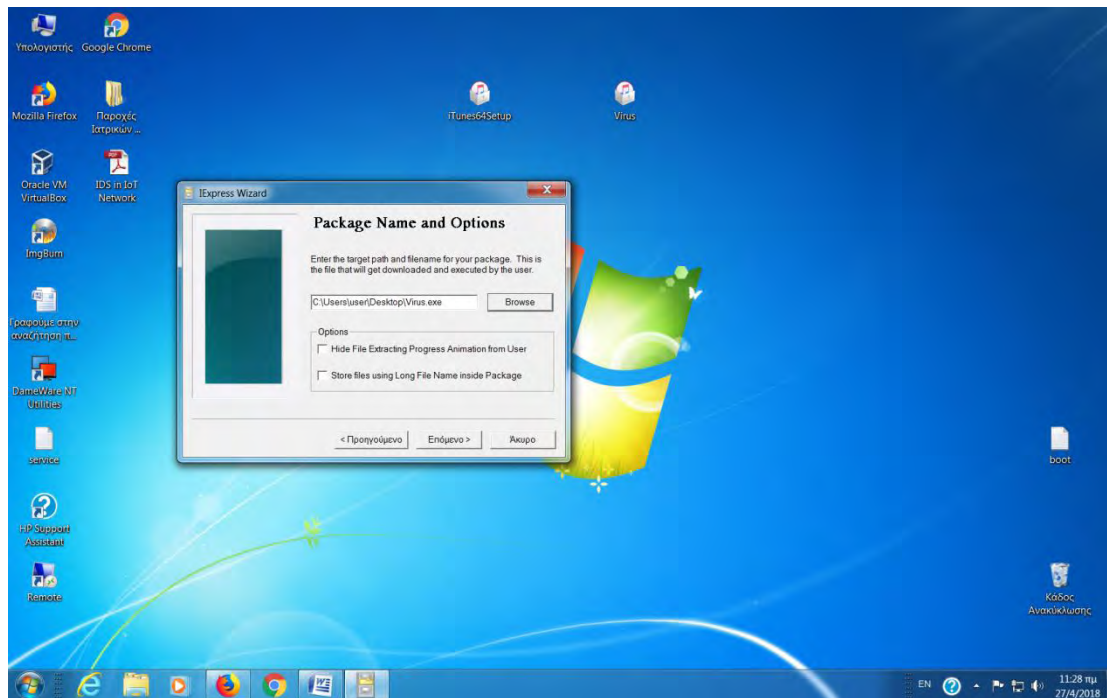 Υπολογιστής
Google Chrome
Mozilla Firefox
Παροχές
Ιατρικών ...
iTunes64Setup
Virus
Oracle VM
VirtualBox
IDS in IoT
Network
ImgBurn
Γραφουμε στην
αναζήτηση π...
DameWare NT
Utilities
service
HP Support
Assistant
Remote
IExpress Wizard
Package Name and Options
Enter the target path and filename for your package. This is
the file that will get downloaded and executed by the user.
C:\Users\user\Desktop\Virus.exe
Browse
Options
Hide File Extracting Progress Animation from User
Store files using Long File Name inside Package
< Προηγούμενο
Επόμενο >
Άκυρο
boot
Κάδος
Ανακύκλωσης
EN
11:28 πμ
27/4/2018